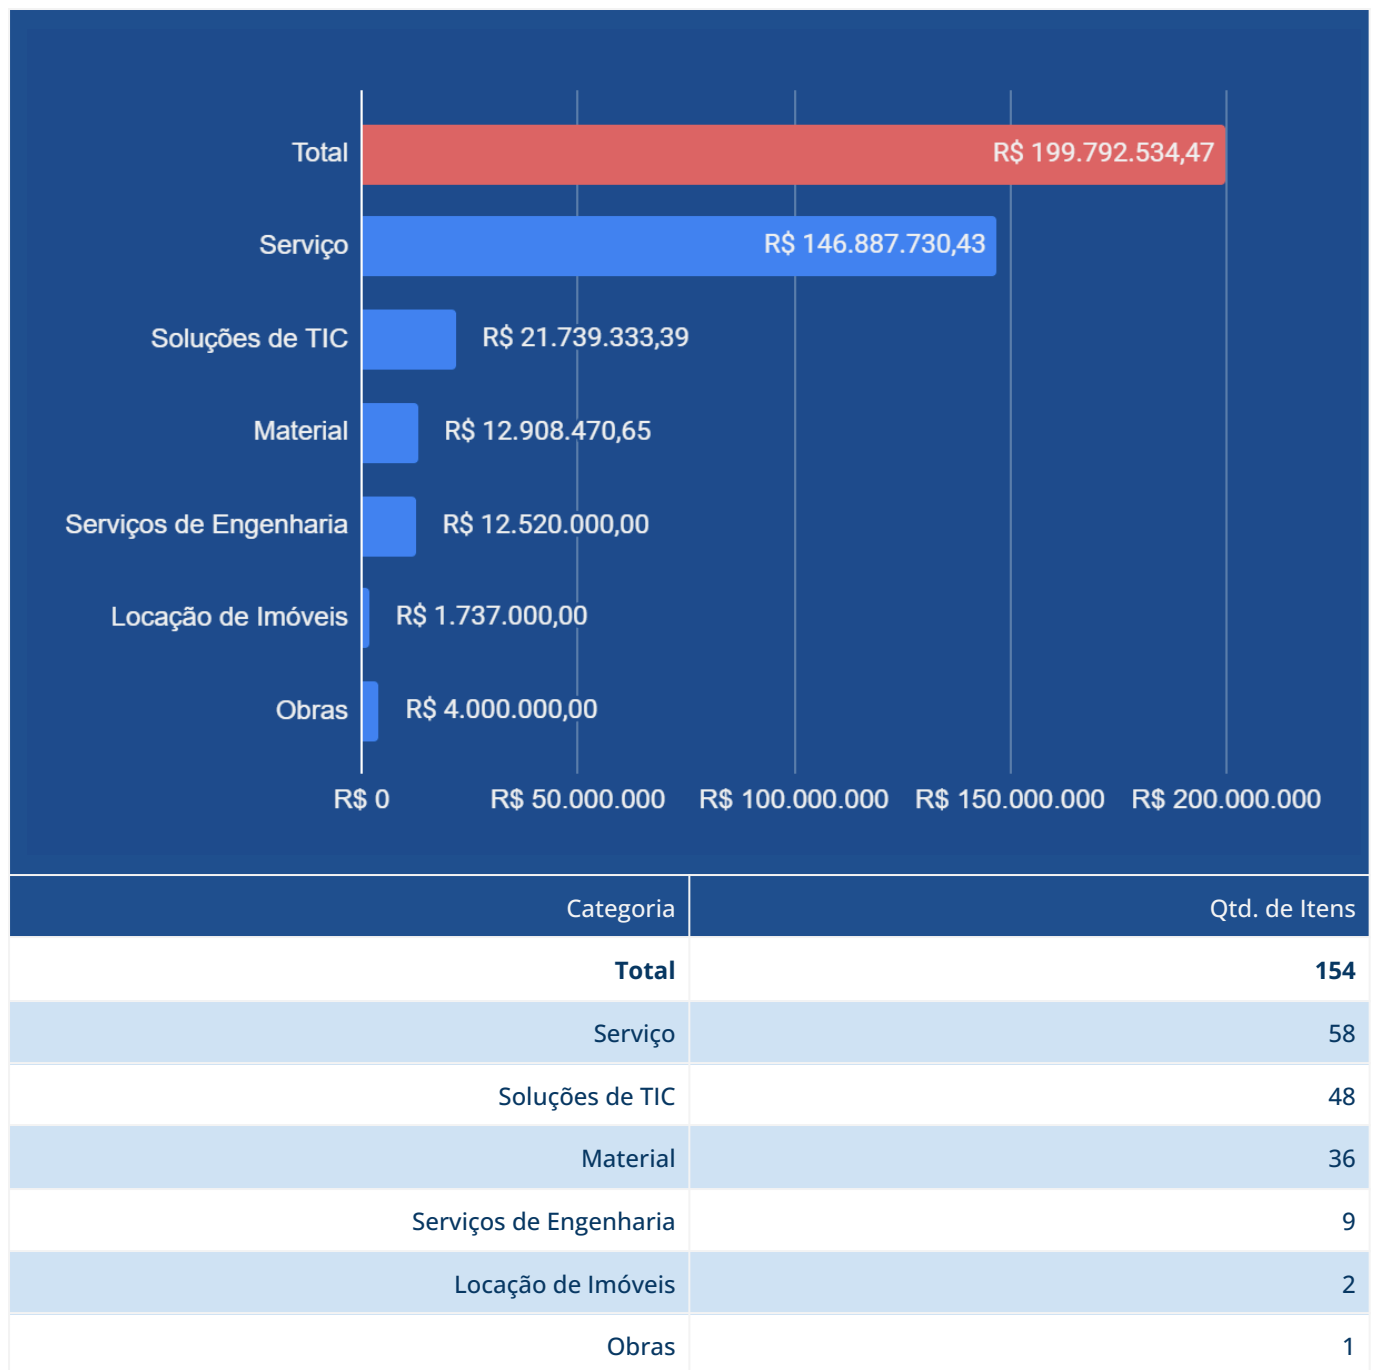 Total R$ 199.792.534,47
Serviço R$ 146.887.730,43
Soluções de TIC R$ 21.739.333,39
Material R$ 12.908.470,65
Serviços de Engenharia R$ 12.520.000,00
Locação de Imóveis R$ 1.737.000,00
Obras R$ 4.000.000,00
R$ 0 R$ 50.000.000 R$ 100.000.000 R$ 150.000.000 R$ 200.000.000
Categoria Qtd. de Itens
Total 154
Serviço 58
Soluções de TIC 48
Material 36
Serviços de Engenharia 9
Locação de Imóveis 2
Obras 1